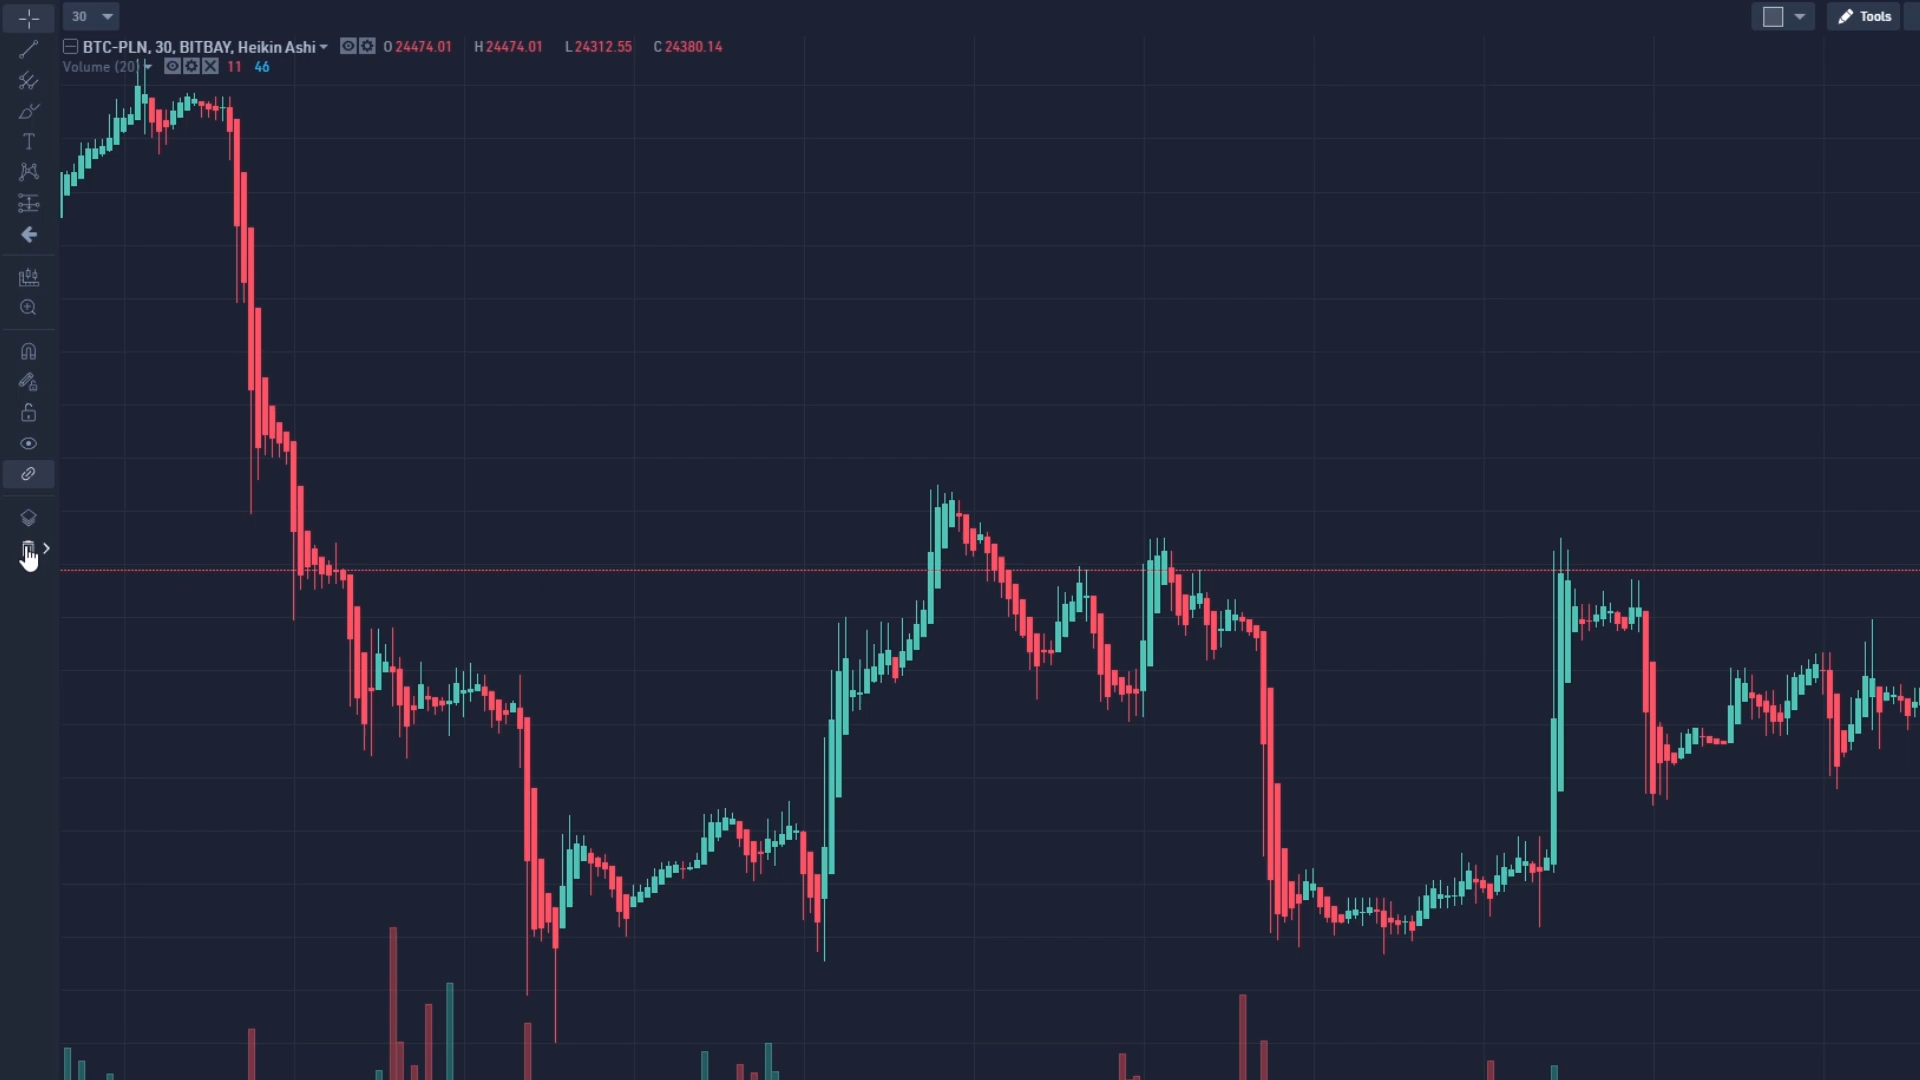 30
Tools
BTC-PLN, 30, BITBAY, Heikin Ashi O 24474.01 H 24474.01 L 24312.55 C 24380.14
Volume (20) 11 46